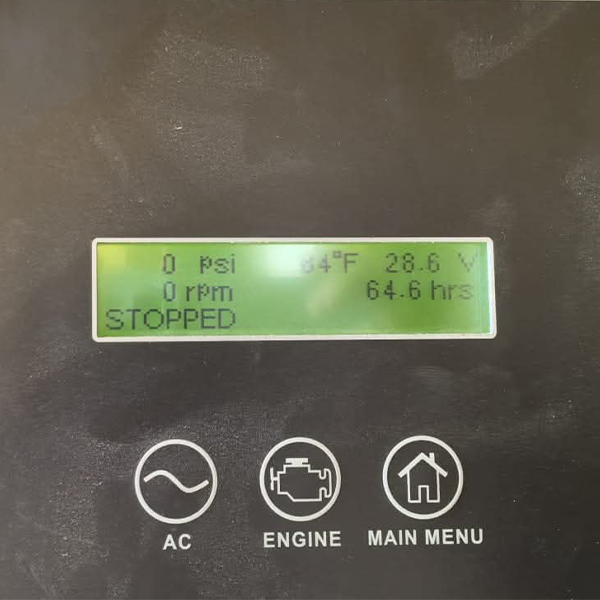 0 psi 28.6 V
0 rpm 64.6 hrs
STOPPED
AC ENGINE MAIN MENU